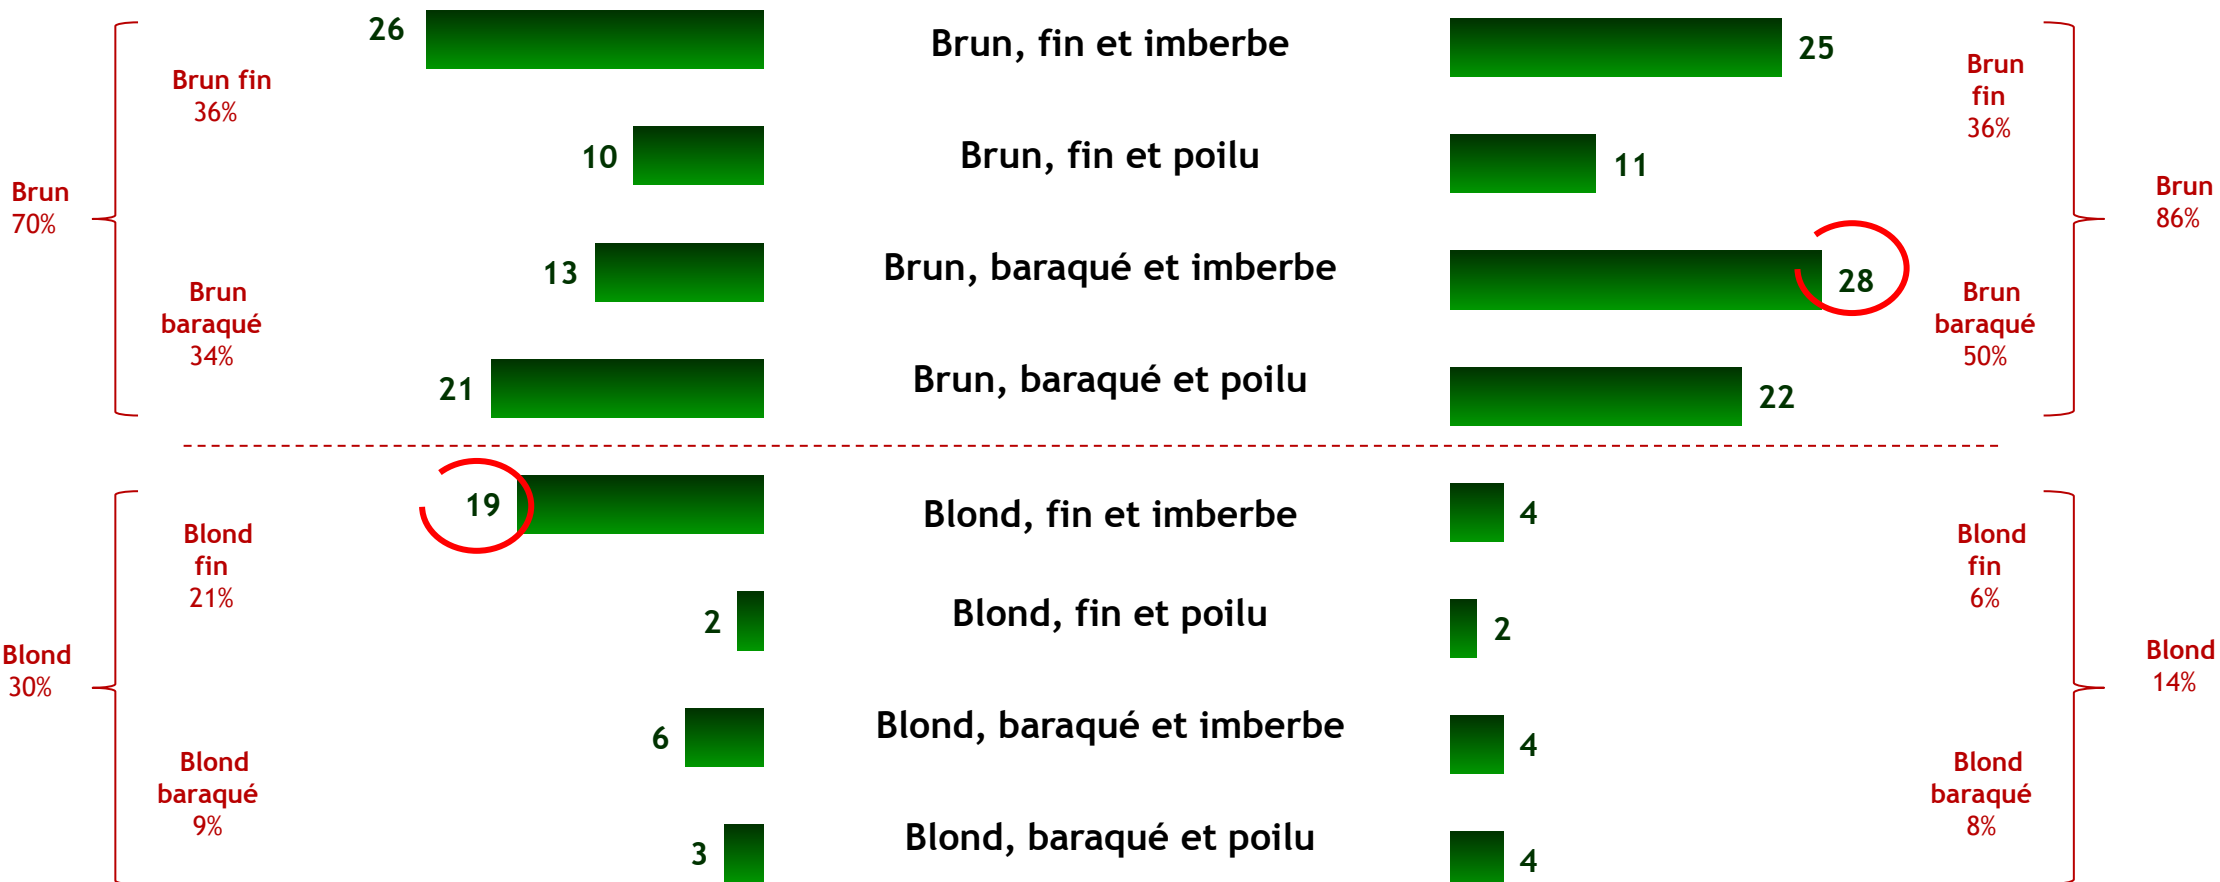 26
Brun, fin et imberbe
25
Brun fin
36%
Brun
fin
36%
10
Brun, fin et poilu
11
Brun
70%
Brun
86%
13
Brun, baraqué et imberbe
28
Brun
baraqué
34%
Brun
baraqué
50%
21
Brun, baraqué et poilu
22
19
Blond, fin et imberbe
4
Blond
fin
21%
Blond
fin
6%
2
Blond, fin et poilu
2
Blond
30%
Blond
14%
6
Blond, baraqué et imberbe
4
Blond
baraqué
9%
Blond
baraqué
8%
3
Blond, baraqué et poilu
4